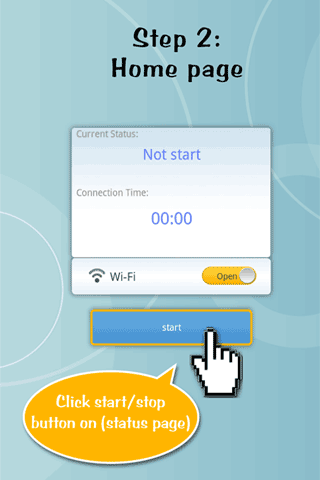 Step 2:
Home page
Current Status:
Not start
Connection Time:
00:00
Wi-Fi
Open
start
Click start/stop
button on (status page)